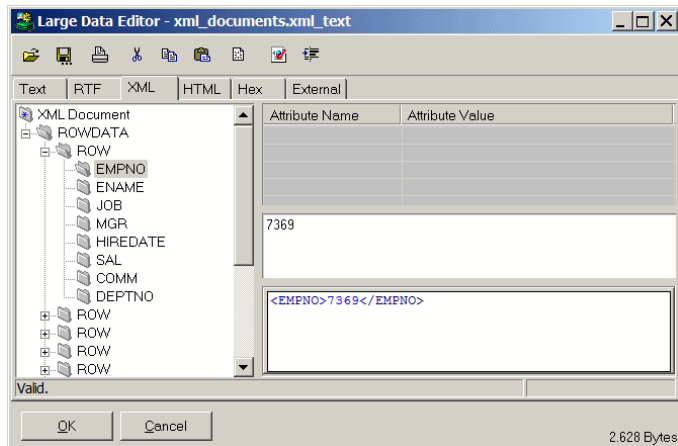 Large Data Editor - xml_documents.xml_text
Text RTF XML HTML Hex External
XML Document
ROWDATA
ROW
EMPNO
ENAME
JOB
MGR
HIREDATE
SAL
COMM
DEPTNO
ROW
ROW
ROW
ROW
Attribute Name Attribute Value
7369
<EMPNO>7369</EMPNO>
Valid.
OK Cancel
2.628 Bytes